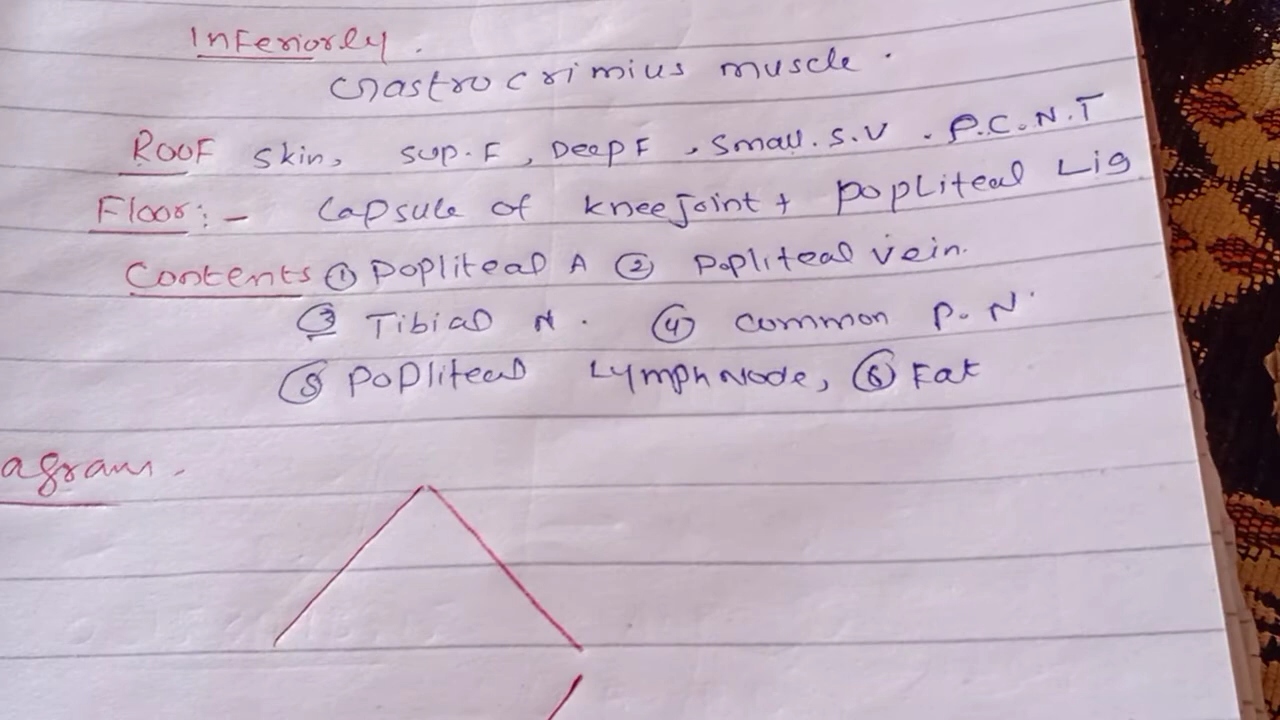 Inferiorly.
Gastrocrimius muscle.
Roof skin, sup.F, Deep F, small.S.V. P.C.N.T
Floor:- Capsule of knee joint + popliteal Lig
Contents ① popliteal A ② popliteal vein.
③ Tibial N. ④ common P.N.
⑤ popliteal Lymph Node, ⑥ Fat
agram.